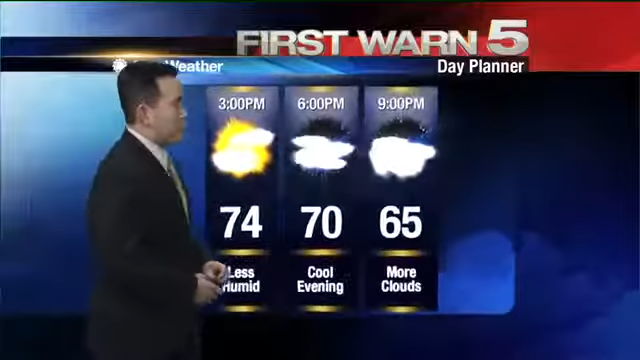 FIRST WARN 5
Weather
Day Planner
3:00PM 6:00PM 9:00PM
74 70 65
Less Cool More
Humid Evening Clouds